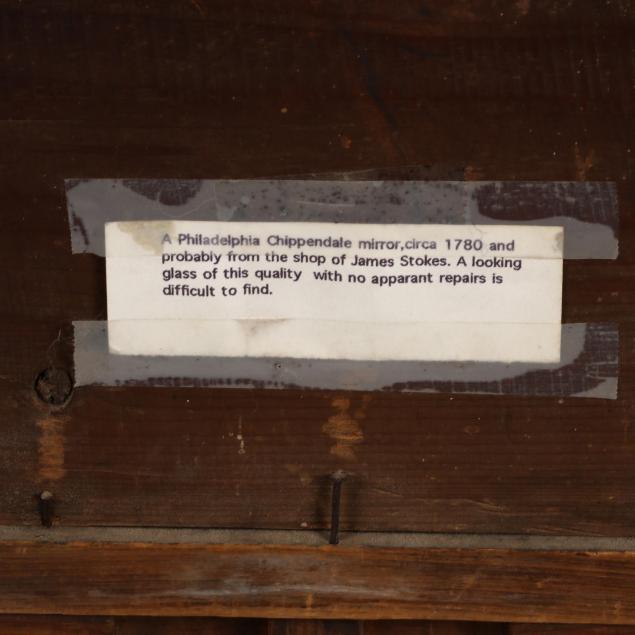 A Philadelphia Chippendale mirror,circa 1780 and
probably from the shop of James Stokes. A looking
glass of this quality  with no apparant repairs is
difficult to find.